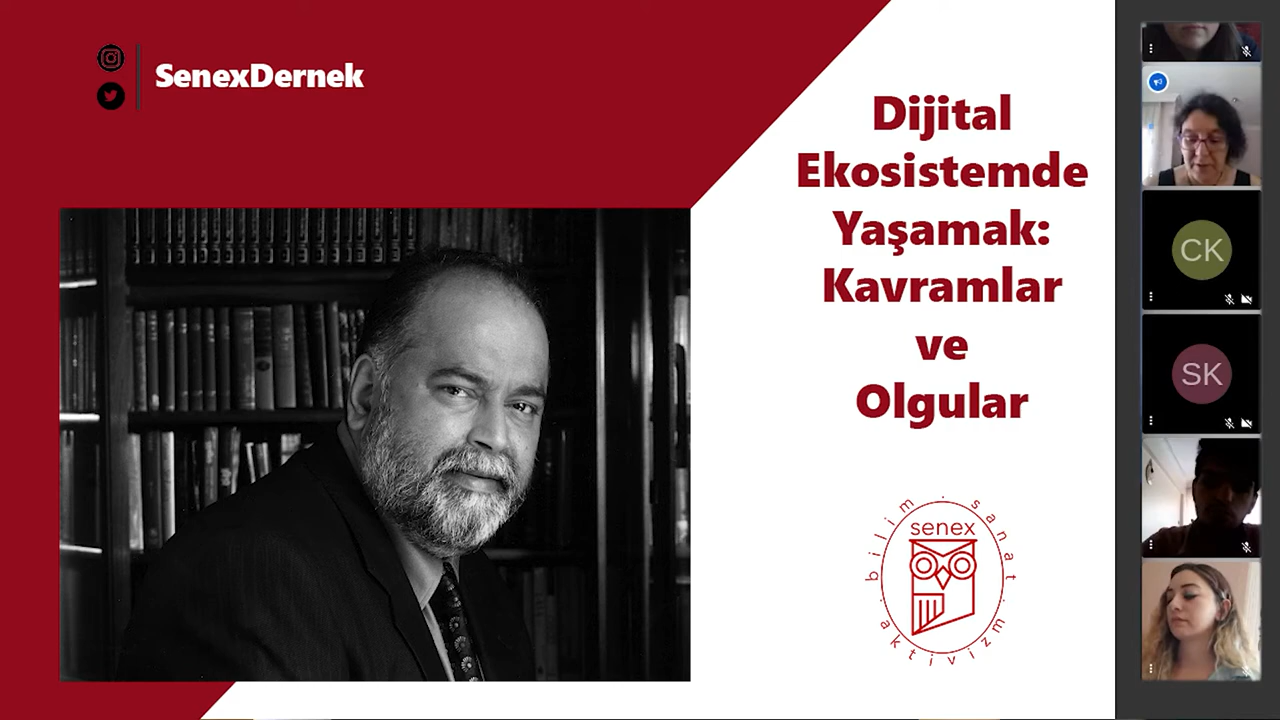 SenexDernek
Dijital
Ekosistemde
Yaşamak:
Kavramlar
ve
Olgular
senex
bilim . sanat . aktivizm .
CK
SK